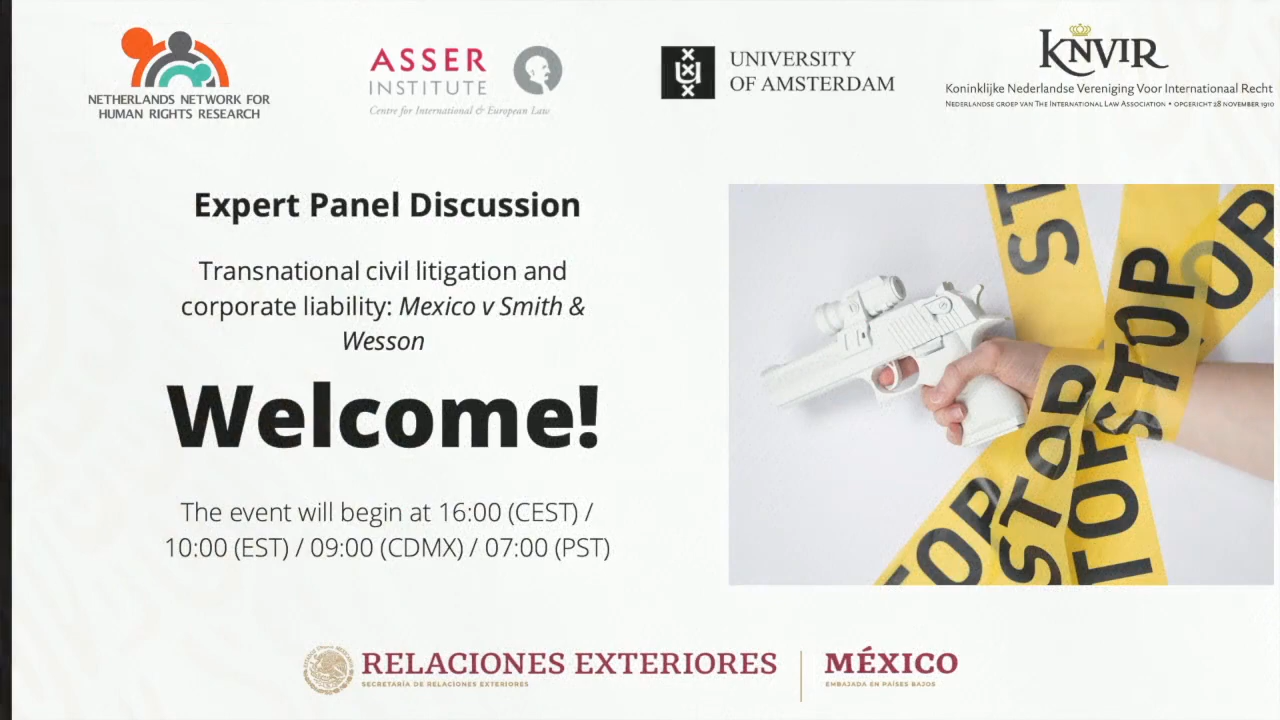 NETHERLANDS NETWORK FOR
HUMAN RIGHTS RESEARCH
ASSER
INSTITUTE
Centre for International & European Law
UNIVERSITY
OF AMSTERDAM
KNVIR
Koninklijke Nederlandse Vereniging Voor Internationaal Recht
NEDERLANDSE GROEP VAN THE INTERNATIONAL LAW ASSOCIATION • OPGERICHT 28 NOVEMBER 1910
Expert Panel Discussion
Transnational civil litigation and
corporate liability: Mexico v Smith &
Wesson
Welcome!
The event will begin at 16:00 (CEST) /
10:00 (EST) / 09:00 (CDMX) / 07:00 (PST)
ST
STOP
OP
STOP
STOP
TOP
RELACIONES EXTERIORES
SECRETARÍA DE RELACIONES EXTERIORES
MÉXICO
EMBAJADA EN PAÍSES BAJOS